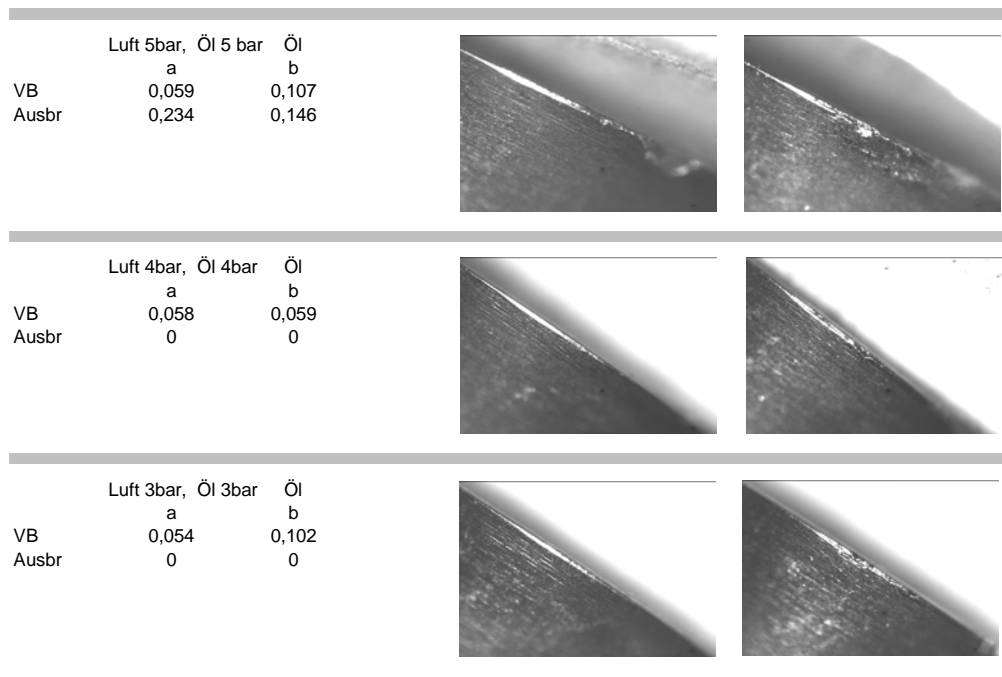 Luft 5bar, Öl 5 bar Öl
a b
VB 0,059 0,107
Ausbr 0,234 0,146
Luft 4bar, Öl 4bar Öl
a b
VB 0,058 0,059
Ausbr 0 0
Luft 3bar, Öl 3bar Öl
a b
VB 0,054 0,102
Ausbr 0 0